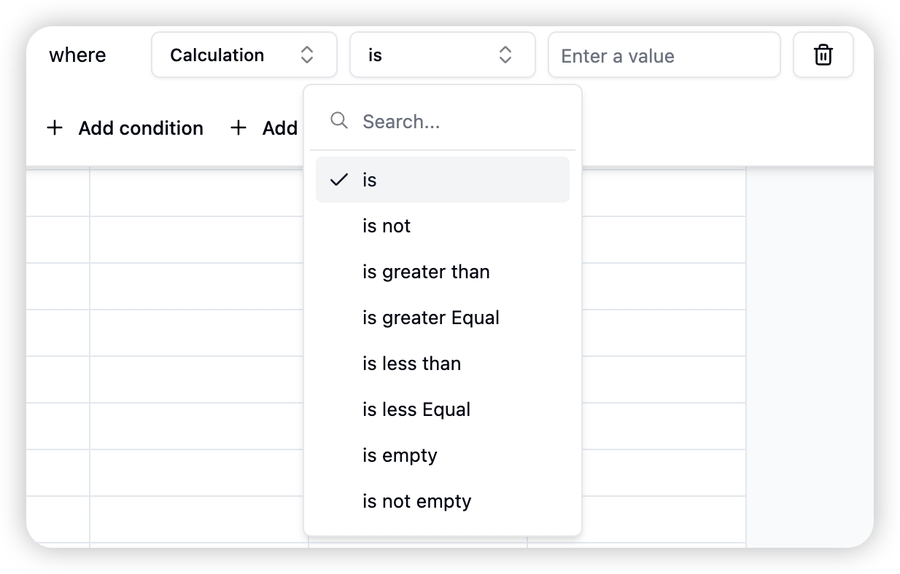 where Calculation is Enter a value
+ Add condition + Add
Search...
is
is not
is greater than
is greater Equal
is less than
is less Equal
is empty
is not empty